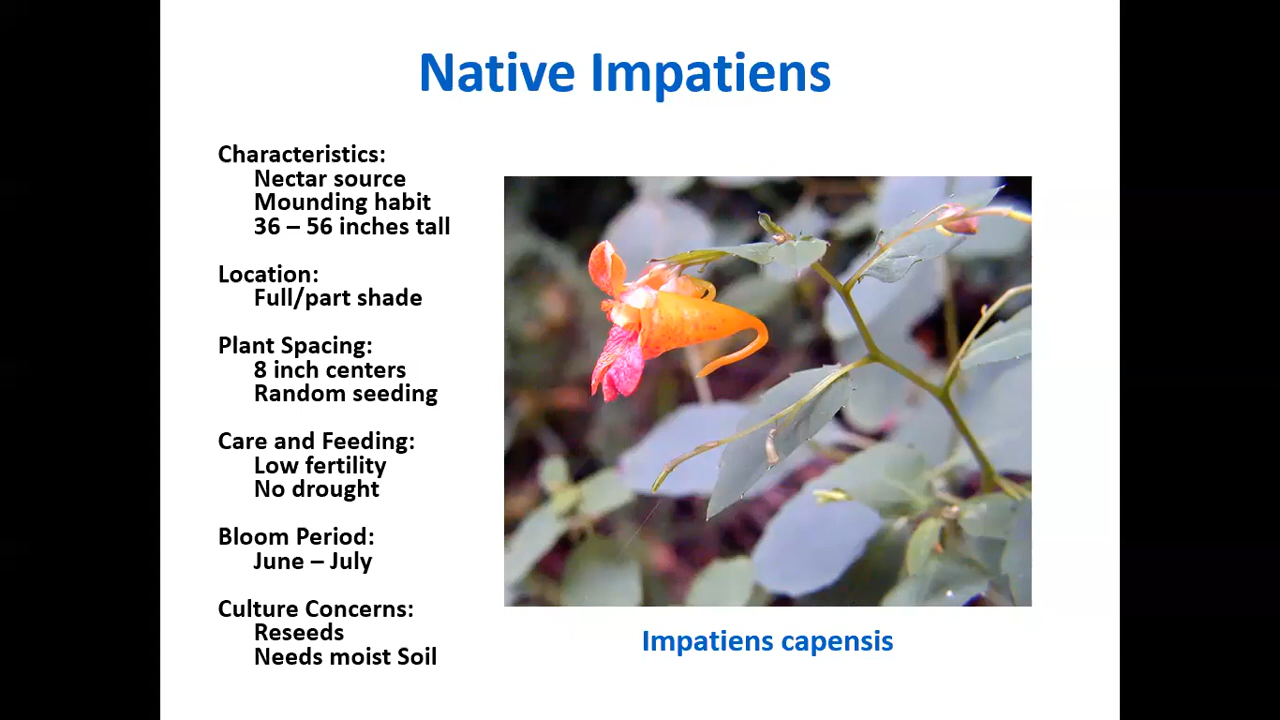 Native Impatiens
Characteristics:
Nectar source
Mounding habit
36 – 56 inches tall
Location:
Full/part shade
Plant Spacing:
8 inch centers
Random seeding
Care and Feeding:
Low fertility
No drought
Bloom Period:
June – July
Culture Concerns:
Reseeds
Needs moist Soil
Impatiens capensis